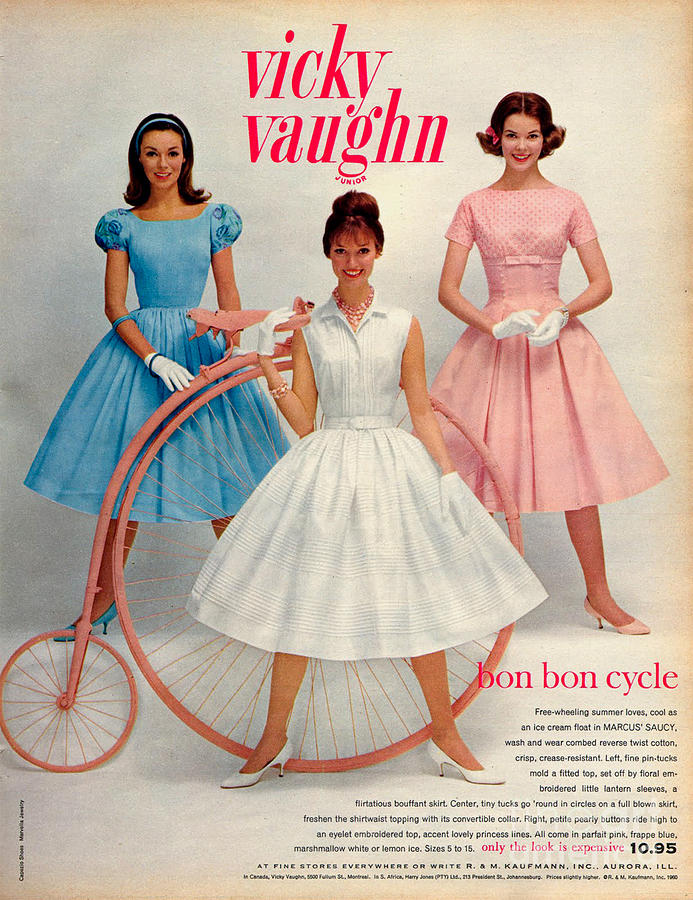 vicky
vaughn
JUNIOR
bon bon cycle
Free-wheeling summer loves, cool as
an ice cream float in MARCUS' SAUCY,
wash and wear combed reverse twist cotton,
crisp, crease-resistant. Left, fine pin-tucks
mold a fitted top, set off by floral em-
broidered little lantern sleeves, a
flirtatious bouffant skirt. Center, tiny tucks go 'round in circles on a full blown skirt,
freshen the shirtwaist topping with its convertible collar. Right, petite pearly buttons ride high to
an eyelet embroidered top, accent lovely princess lines. All come in parfait pink, frappe blue,
marshmallow white or lemon ice. Sizes 5 to 15. only the look is expensive 10.95
AT FINE STORES EVERYWHERE OR WRITE R. & M. KAUFMANN, INC., AURORA, ILL.
In Canada, Vicky Vaughn, 5500 Fullum St., Montreal. In S. Africa, Harry Jones (PTY) Ltd., 213 President St., Johannesburg. Prices slightly higher. ©R. & M. Kaufmann, Inc. 1960
Capezio Shoes Marvella Jewelry